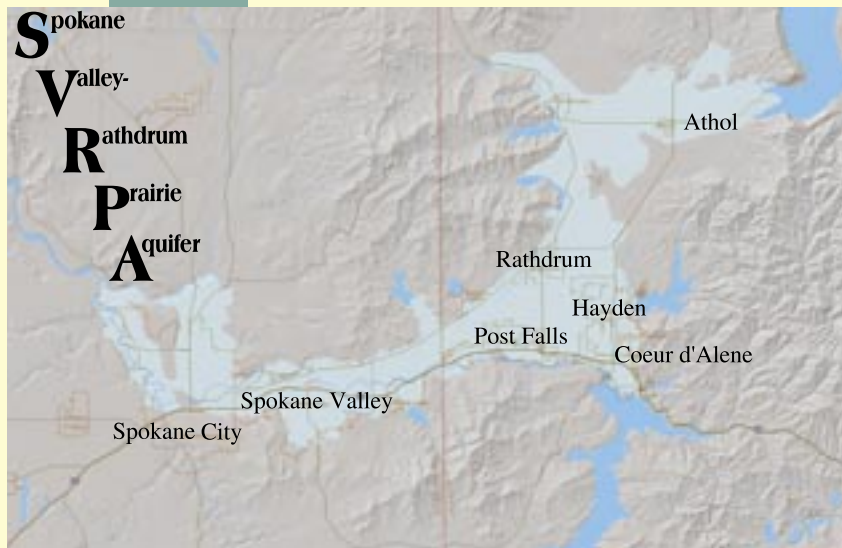 Spokane
Valley-
Rathdrum
Prairie
Aquifer
Athol
Rathdrum
Hayden
Post Falls
Coeur d'Alene
Spokane Valley
Spokane City